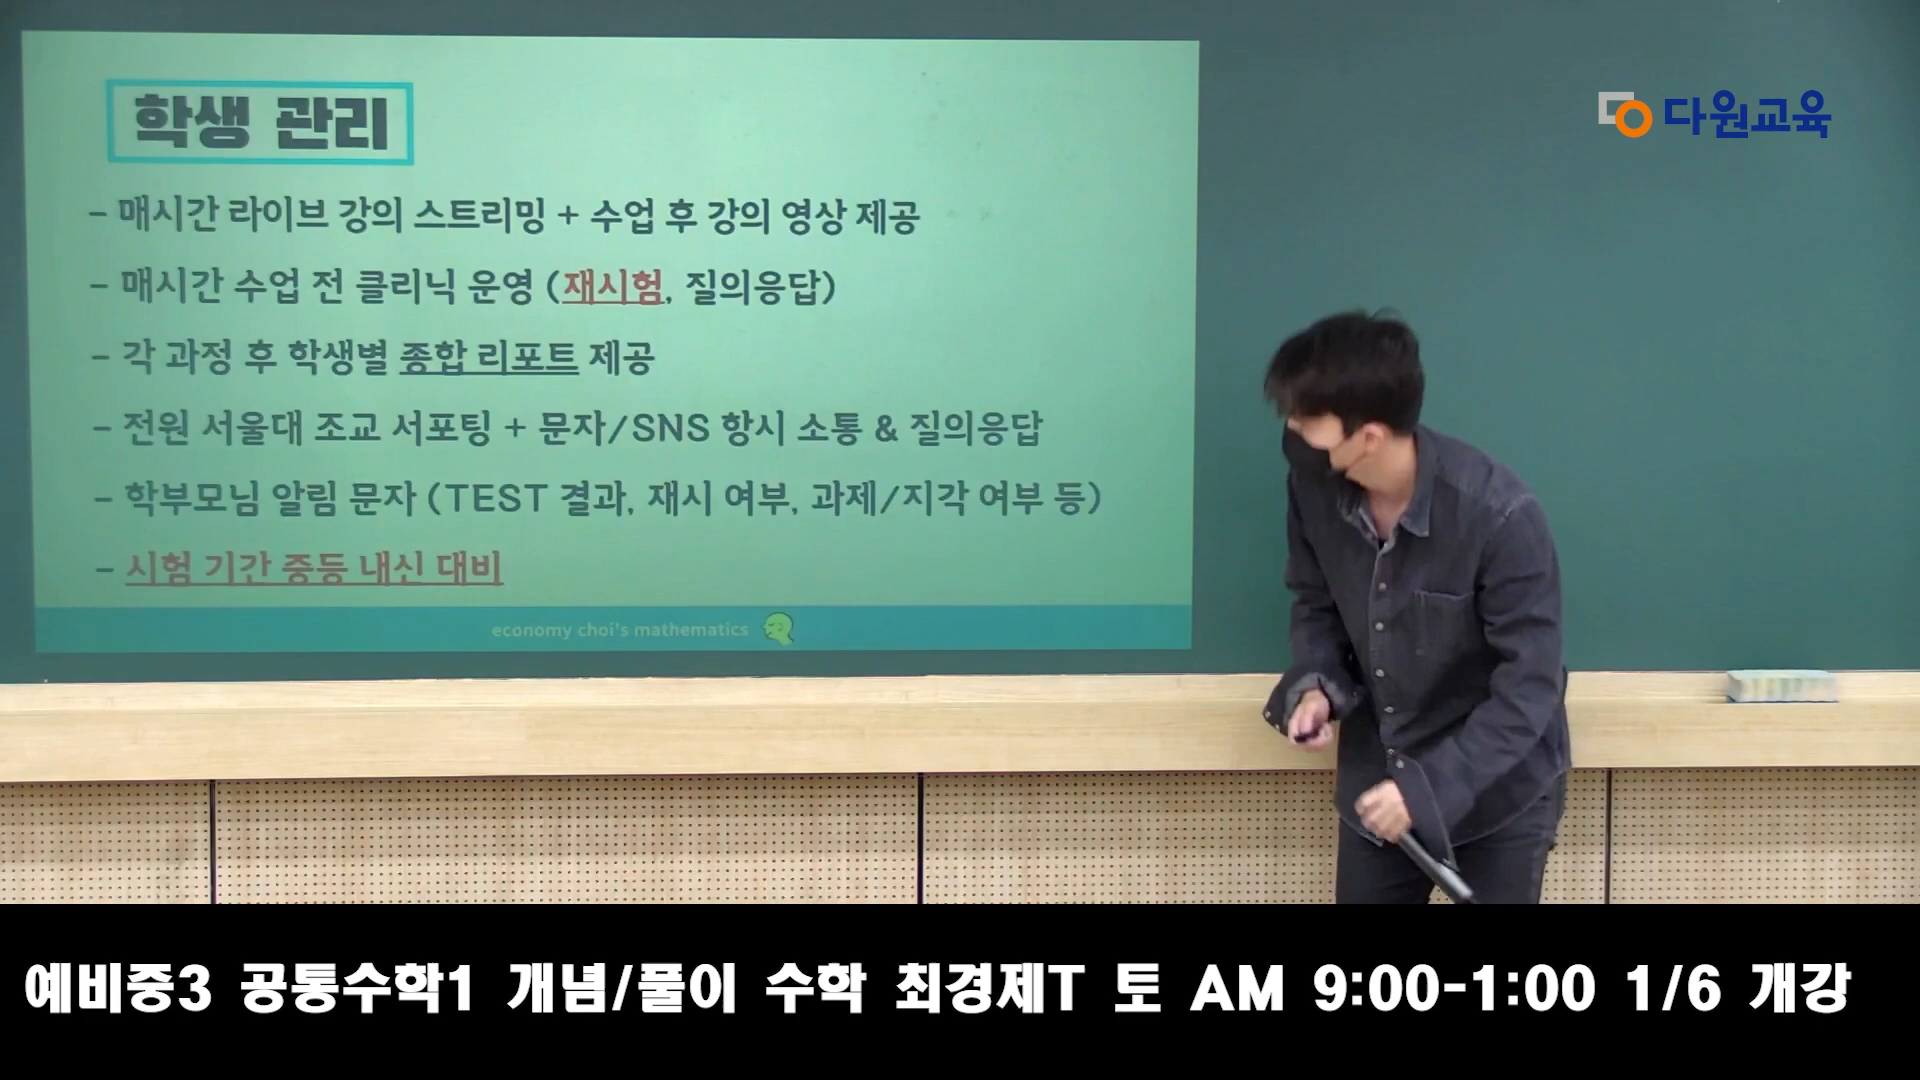 학생 관리
다원교육
- 매시간 라이브 강의 스트리밍 + 수업 후 강의 영상 제공
- 매시간 수업 전 클리닉 운영 (재시험, 질의응답)
- 각 과정 후 학생별 종합 리포트 제공
- 전원 서울대 조교 서포팅 + 문자/SNS 항시 소통 & 질의응답
- 학부모님 알림 문자 (TEST 결과, 재시 여부, 과제/지각 여부 등)
- 시험 기간 중등 내신 대비
economy choi's mathematics
예비중3 공통수학1 개념/풀이 수학 최경제T 토 AM 9:00-1:00 1/6 개강